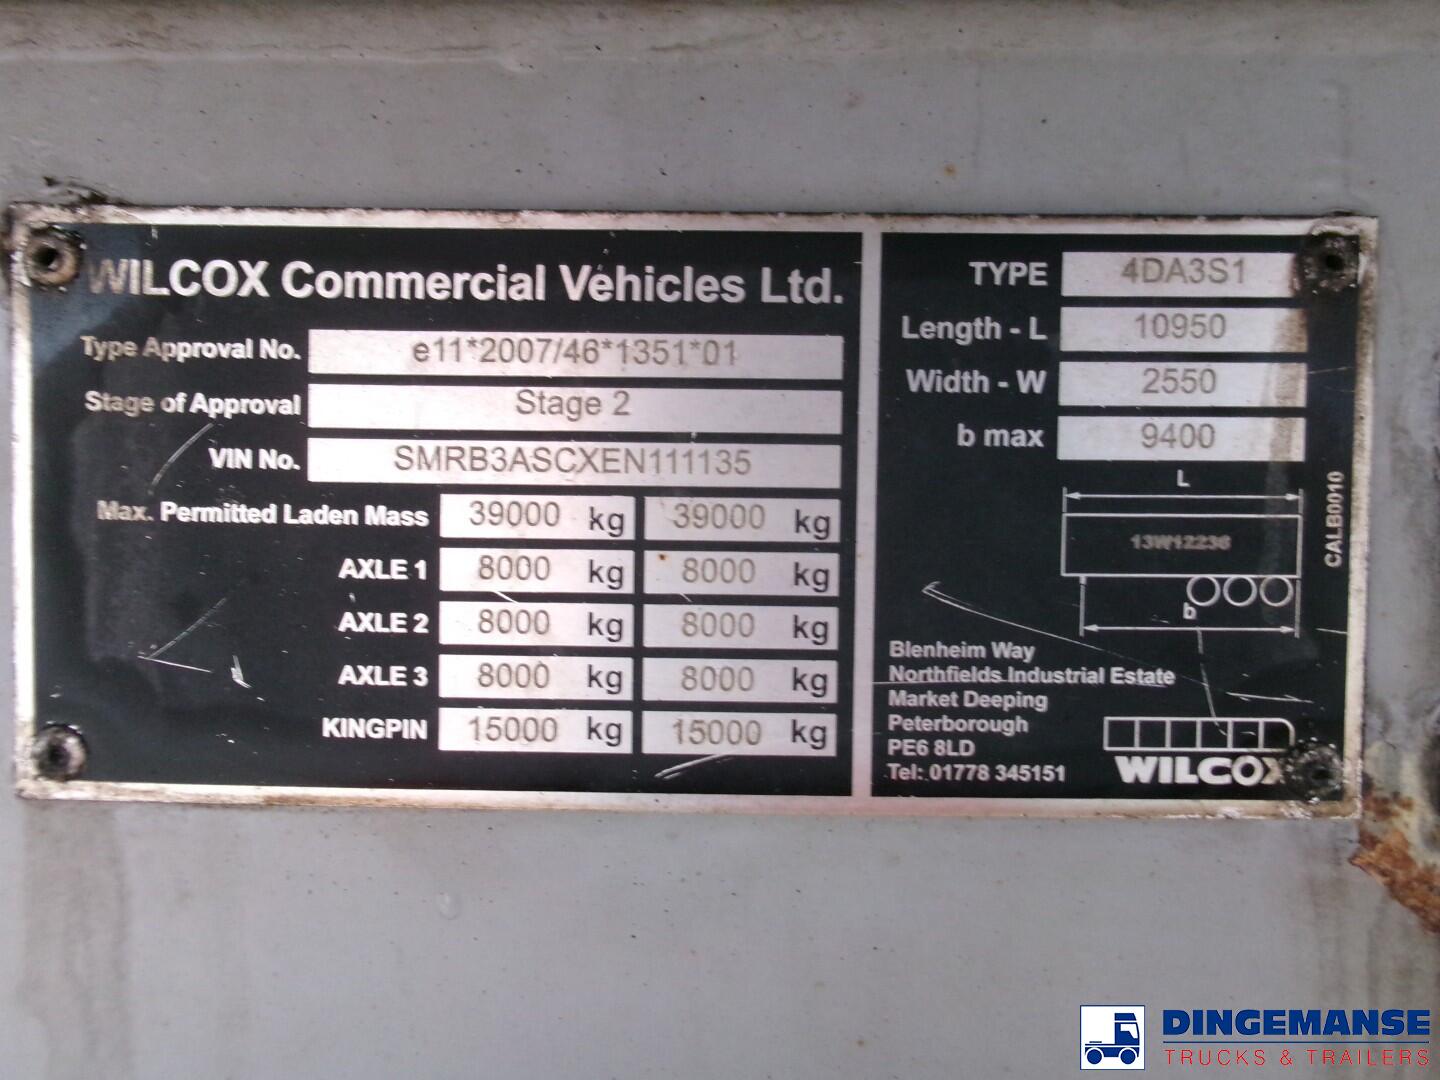 WILCOX Commercial Vehicles Ltd.
Type Approval No. e11*2007/46*1351*01
Stage of Approval Stage 2
VIN No. SMRB3ASCXEN111135
Max. Permitted Laden Mass 39000 kg 39000 kg
AXLE 1 8000 kg 8000 kg
AXLE 2 8000 kg 8000 kg
AXLE 3 8000 kg 8000 kg
KINGPIN 15000 kg 15000 kg
TYPE 4DA3S1
Length - L 10950
Width - W 2550
b max 9400
L
13W12236
b
CALB0010
Blenheim Way
Northfields Industrial Estate
Market Deeping
Peterborough
PE6 8LD
Tel: 01778 345151
WILCOX
DINGEMANSE
TRUCKS & TRAILERS